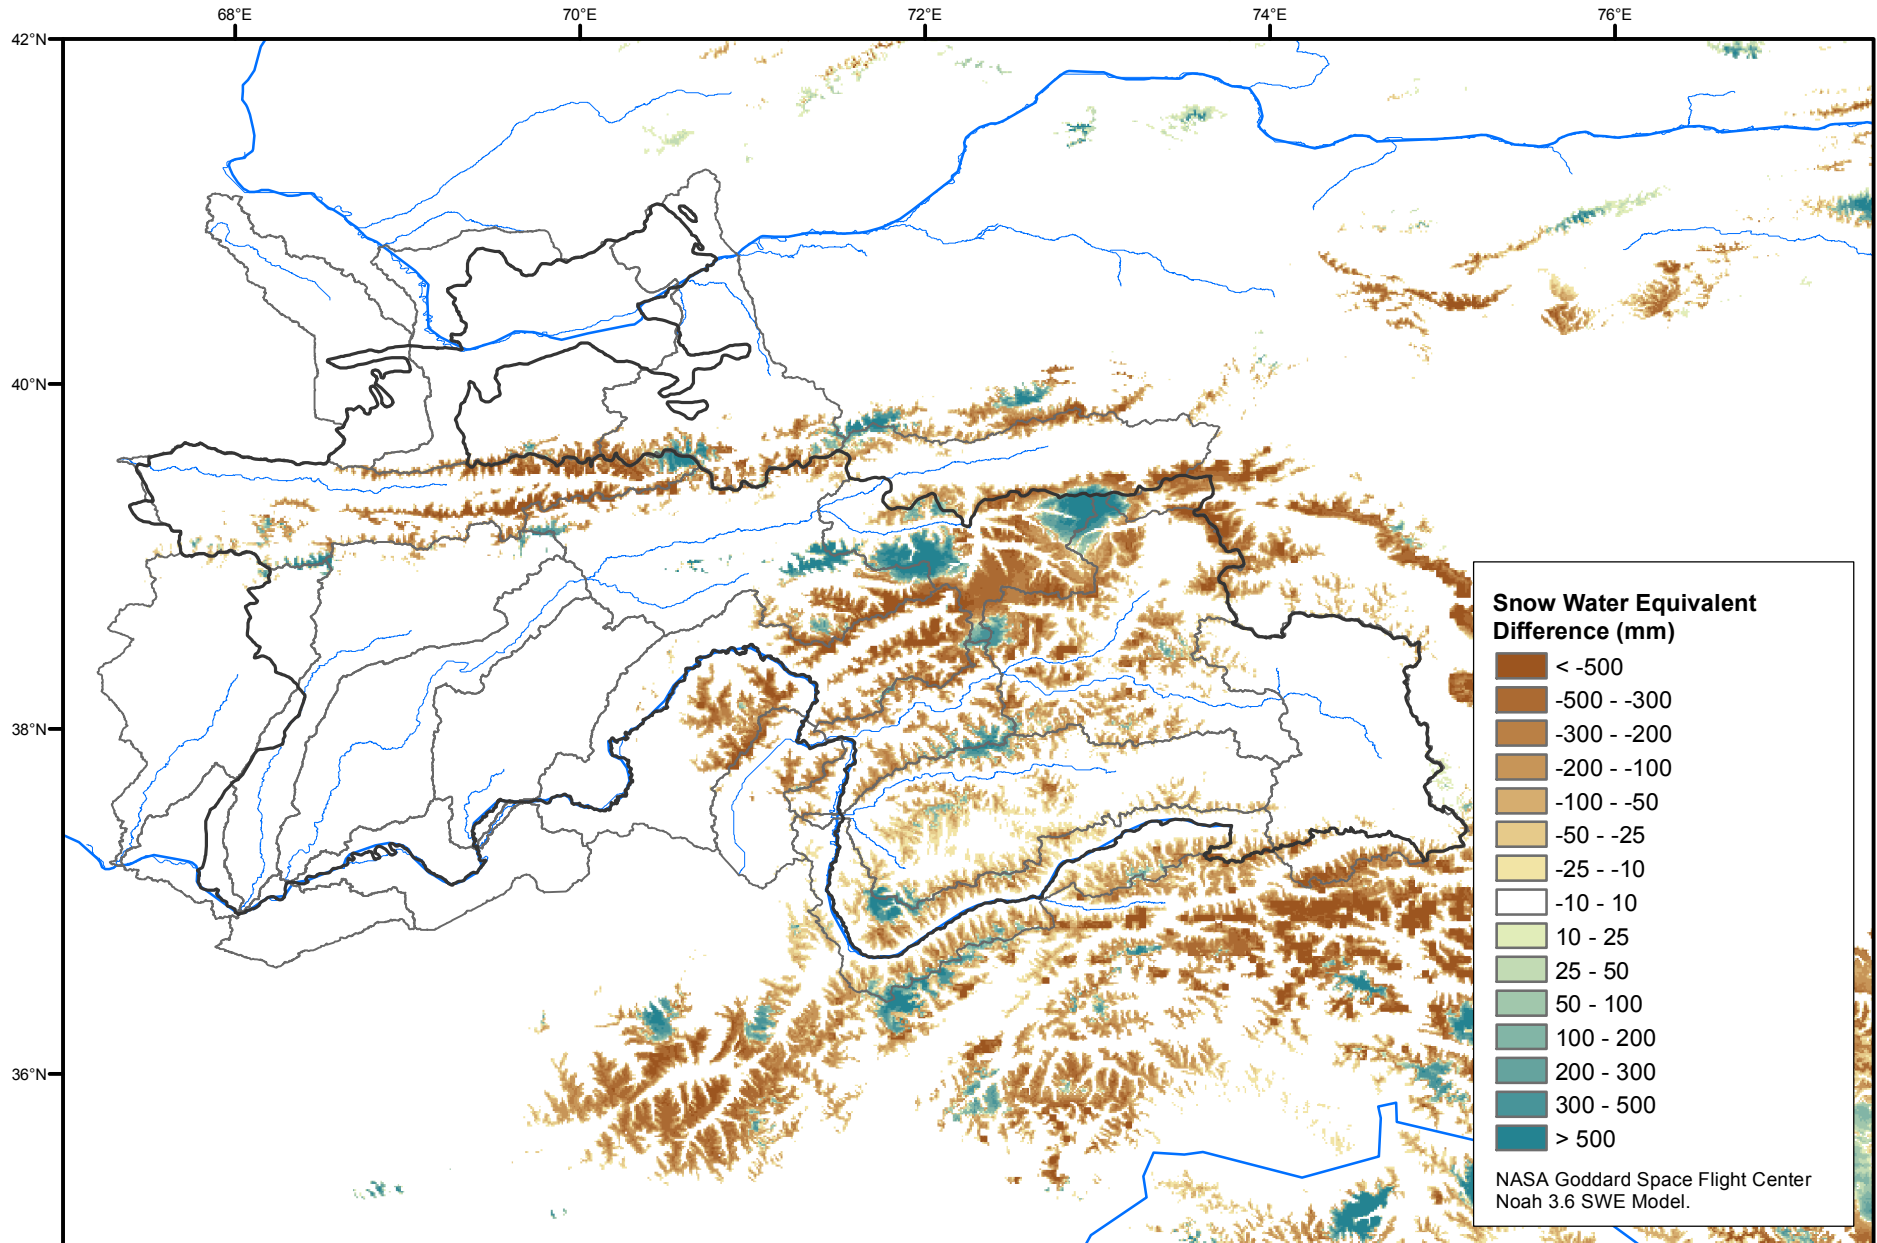 68°E
70°E
72°E
74°E
76°E
42°N
40°N
38°N
36°N
Snow Water Equivalent
Difference (mm)
< -500
-500 - -300
-300 - -200
-200 - -100
-100 - -50
-50 - -25
-25 - -10
-10 - 10
10 - 25
25 - 50
50 - 100
100 - 200
200 - 300
300 - 500
> 500
NASA Goddard Space Flight Center
Noah 3.6 SWE Model.